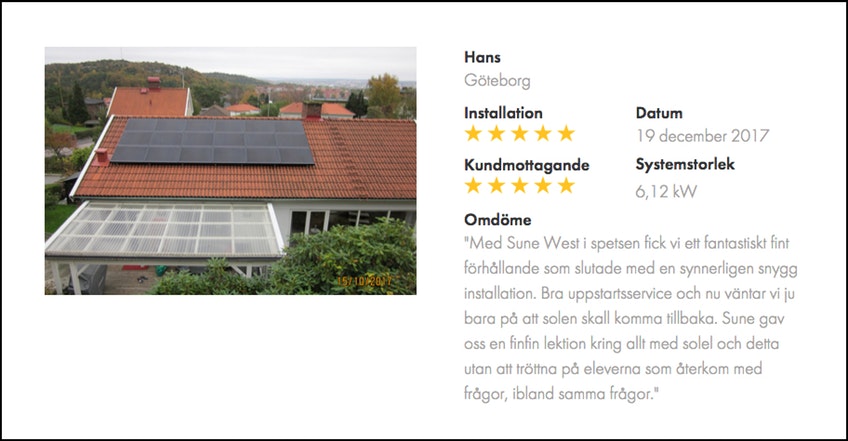 Hans
Göteborg
Installation
Datum
19 december 2017
Kundmottagande
Systemstorlek
6,12 kW
Omdöme
"Med Sune West i spetsen fick vi ett fantastiskt fint
förhållande som slutade med en synnerligen snygg
installation. Bra uppstartsservice och nu väntar vi ju
bara på att solen skall komma tillbaka. Sune gav
oss en finfin lektion kring allt med solel och detta
utan att tröttna på eleverna som återkom med
frågor, ibland samma frågor."
15/10/2017